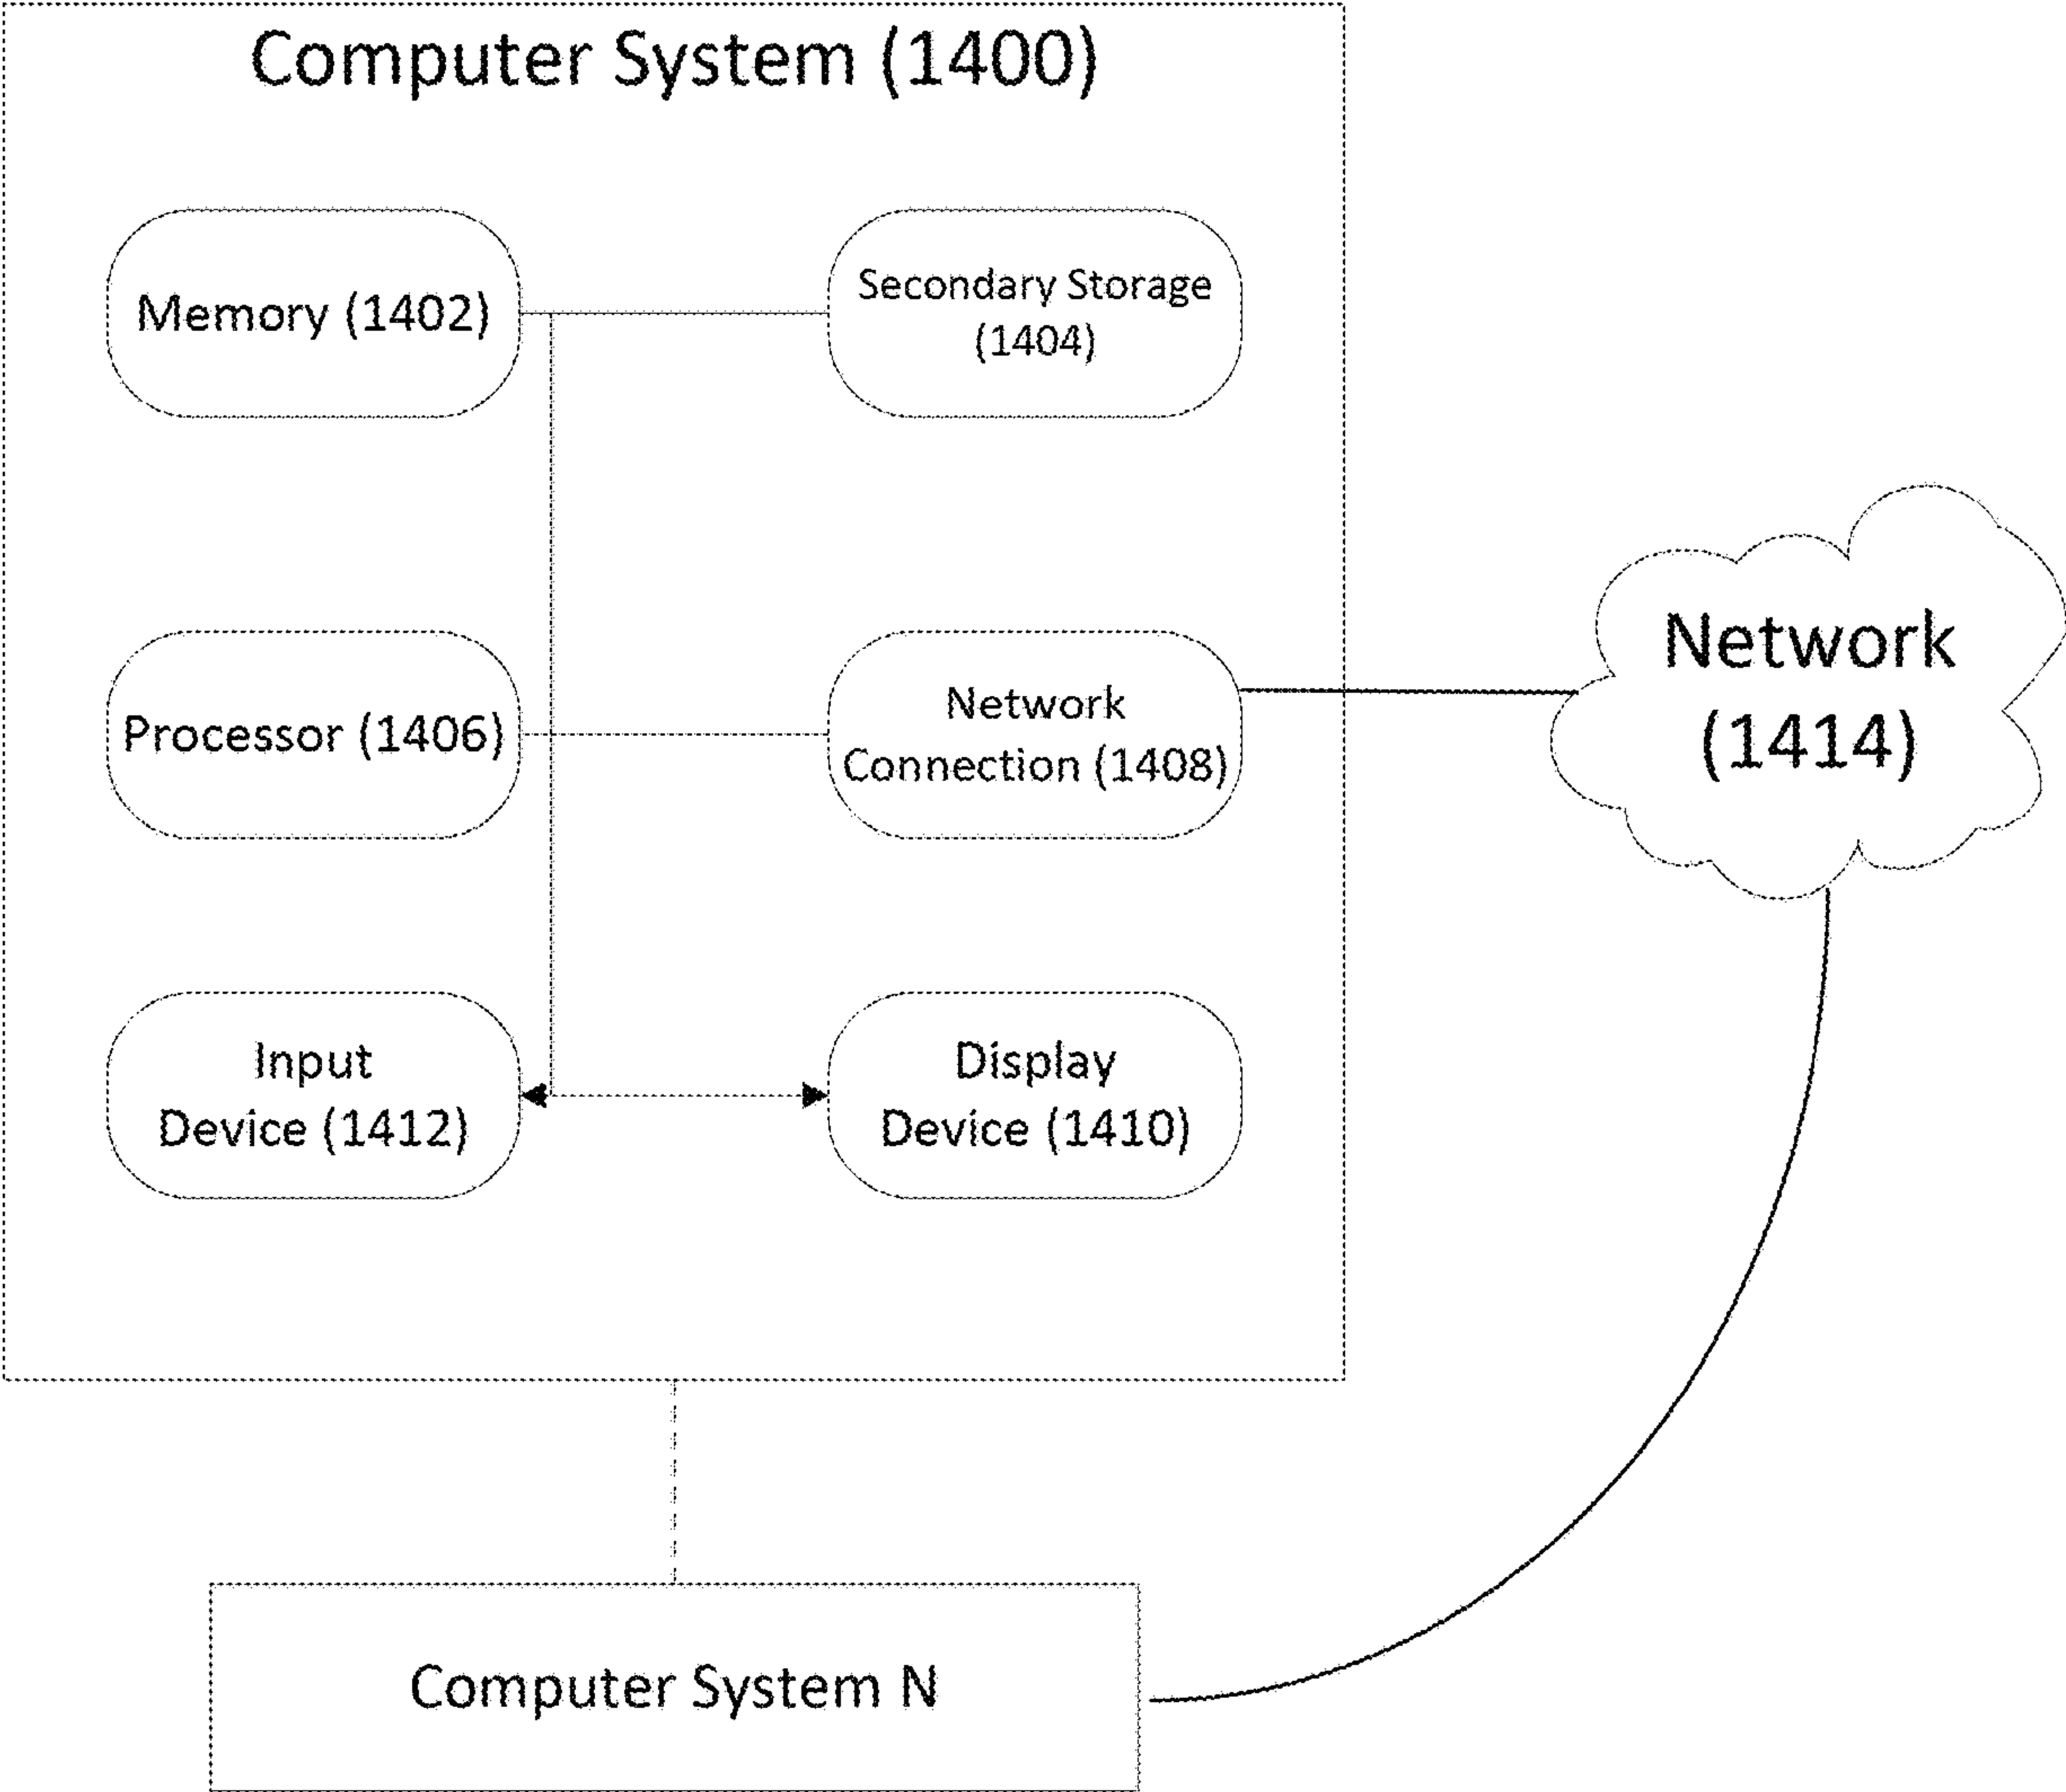 Computer System (1400)
Memory (1402)
Secondary Storage
(1404)
Processor (1406)
Network
Connection (1408)
Network
(1414)
Input
Device (1412)
Display
Device (1410)
Computer System N